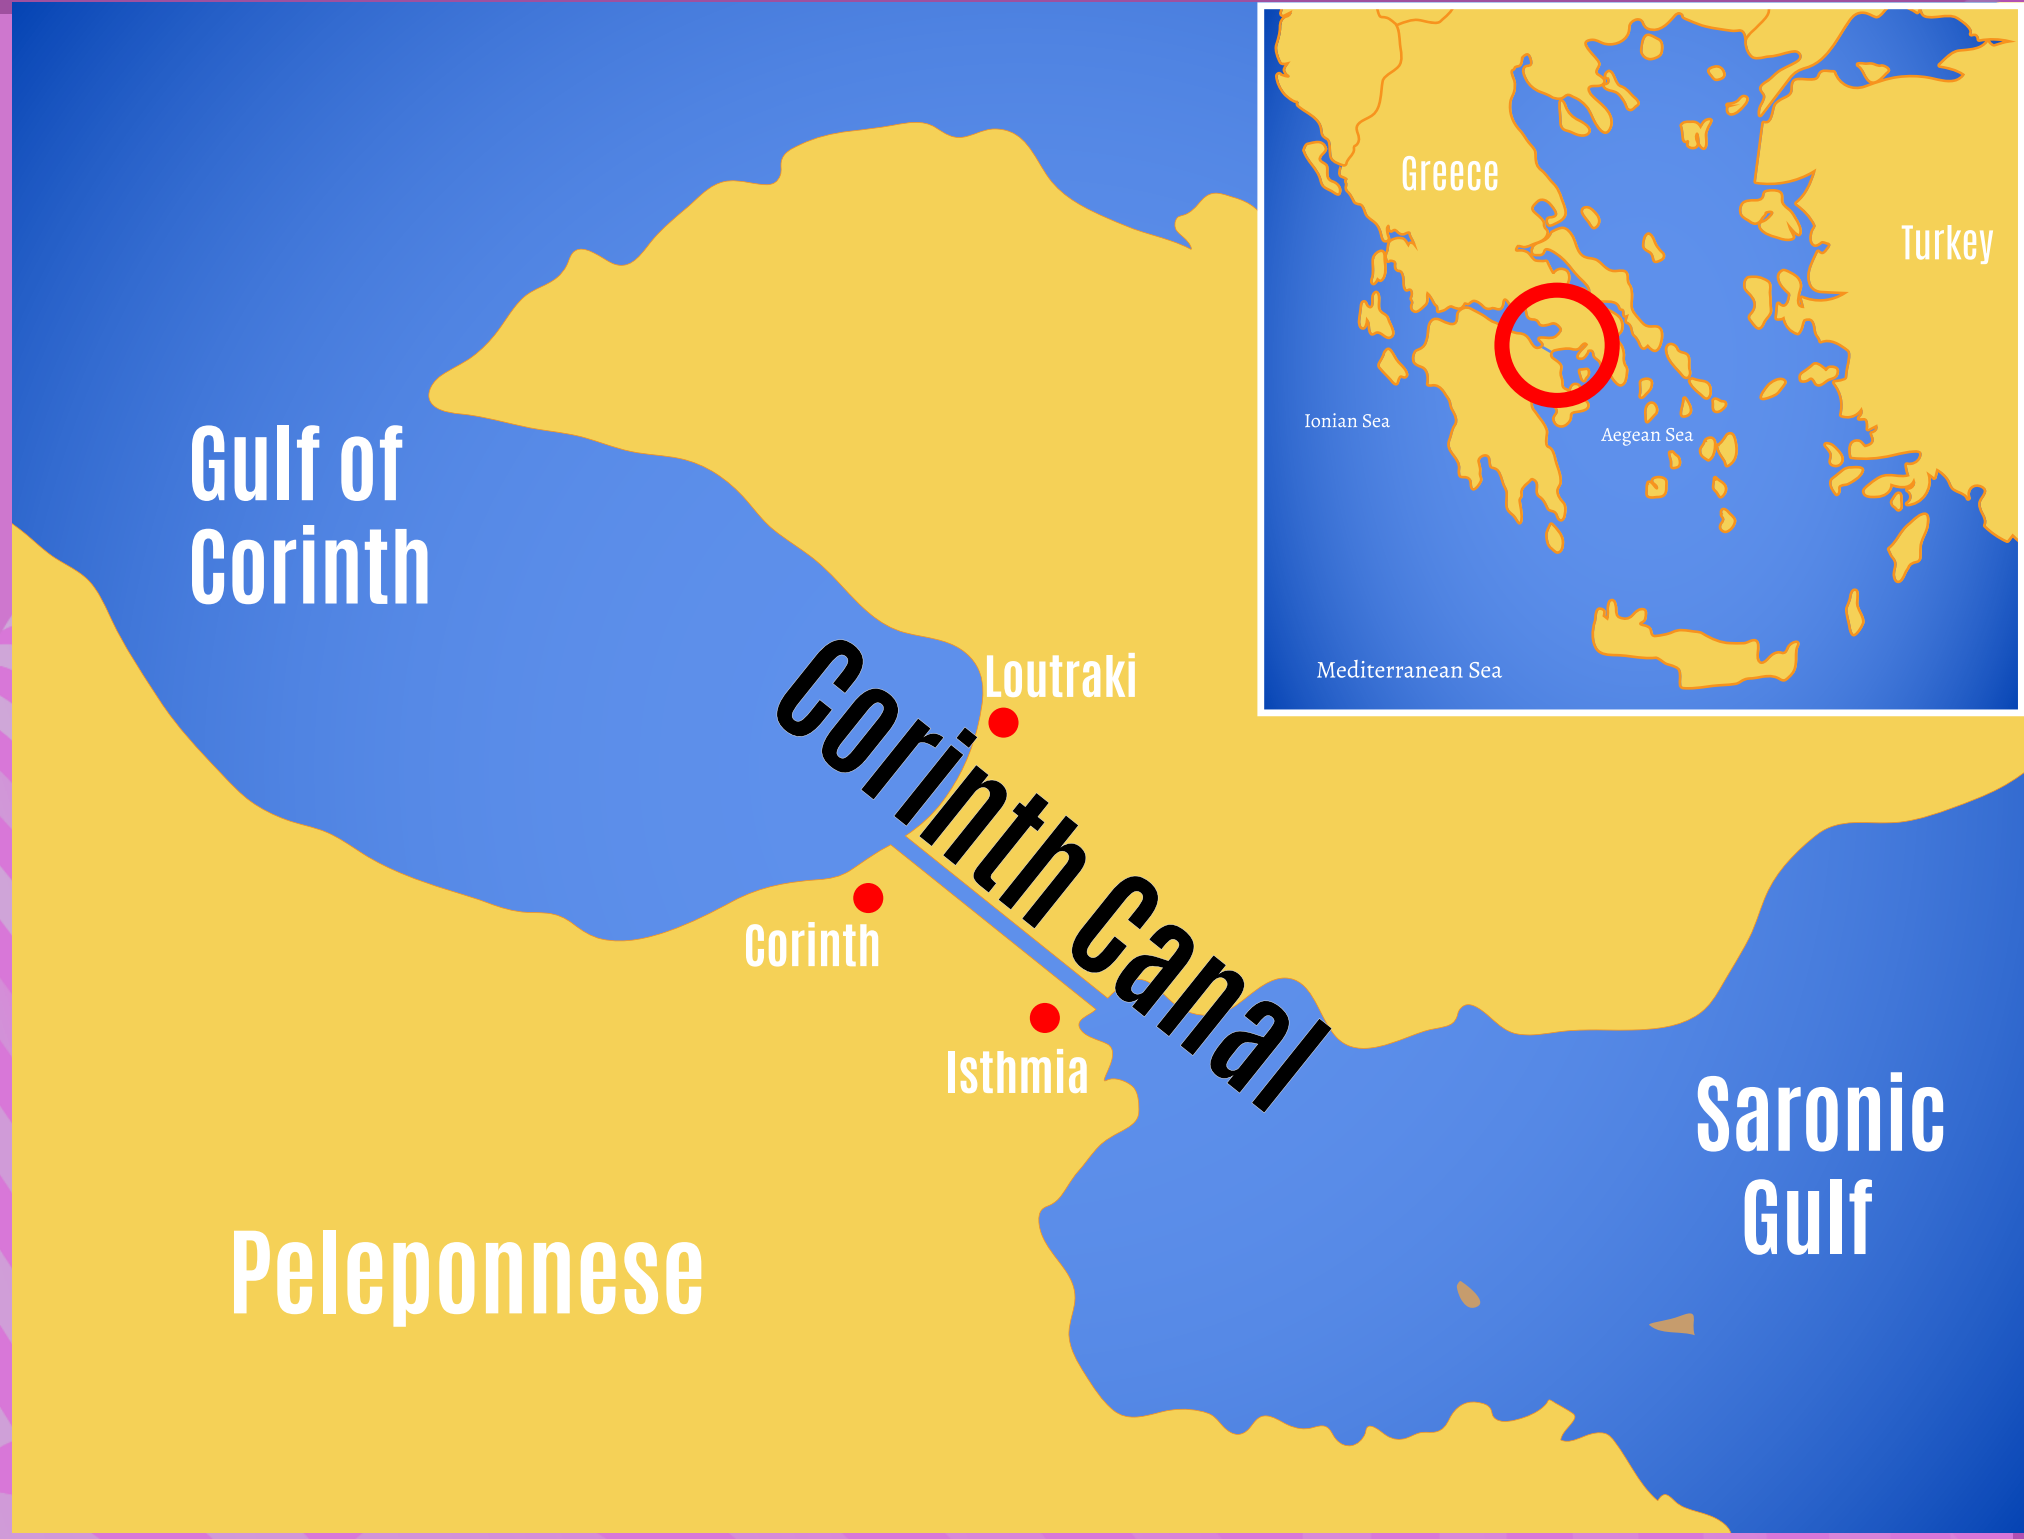 Greece
Turkey
Ionian Sea
Aegean Sea
Mediterranean Sea
Gulf of
Corinth
Loutraki
Corinth Canal
Corinth
Isthmia
Saronic
Gulf
Peleponnese